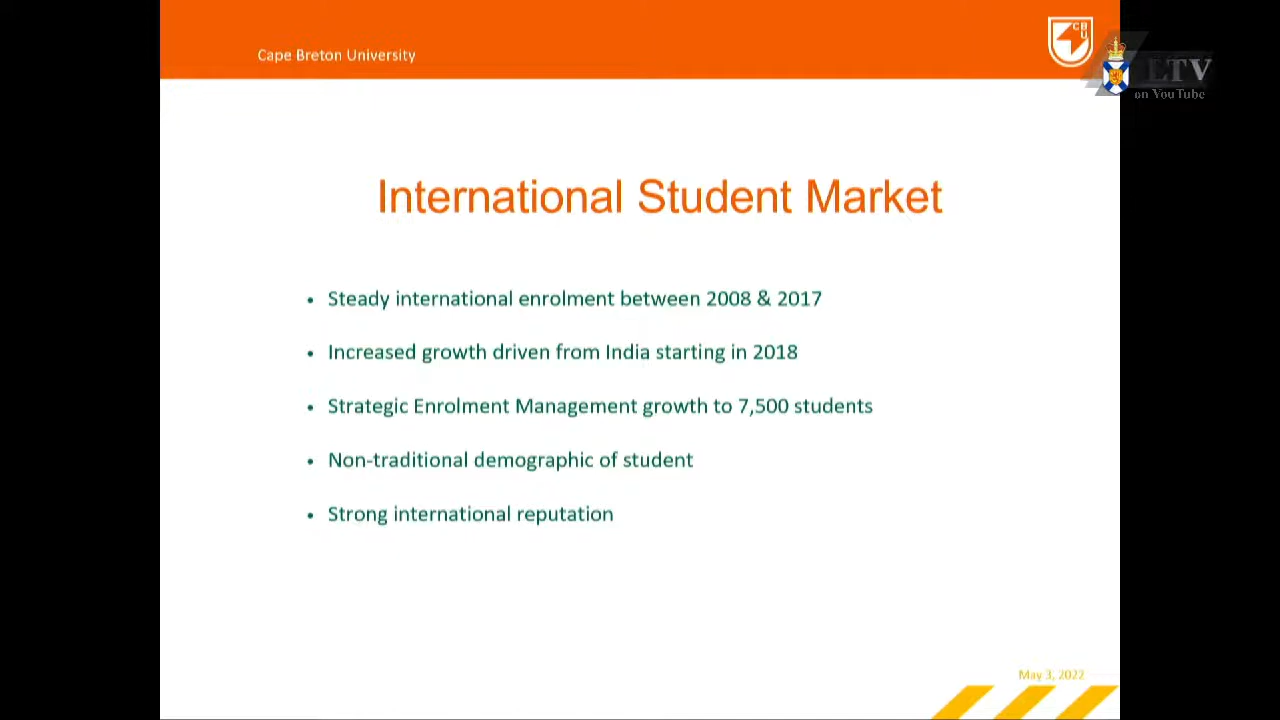 Cape Breton University
CB
U
LTV
on YouTube
International Student Market
• Steady international enrolment between 2008 & 2017
• Increased growth driven from India starting in 2018
• Strategic Enrolment Management growth to 7,500 students
• Non-traditional demographic of student
• Strong international reputation
May 3, 2022